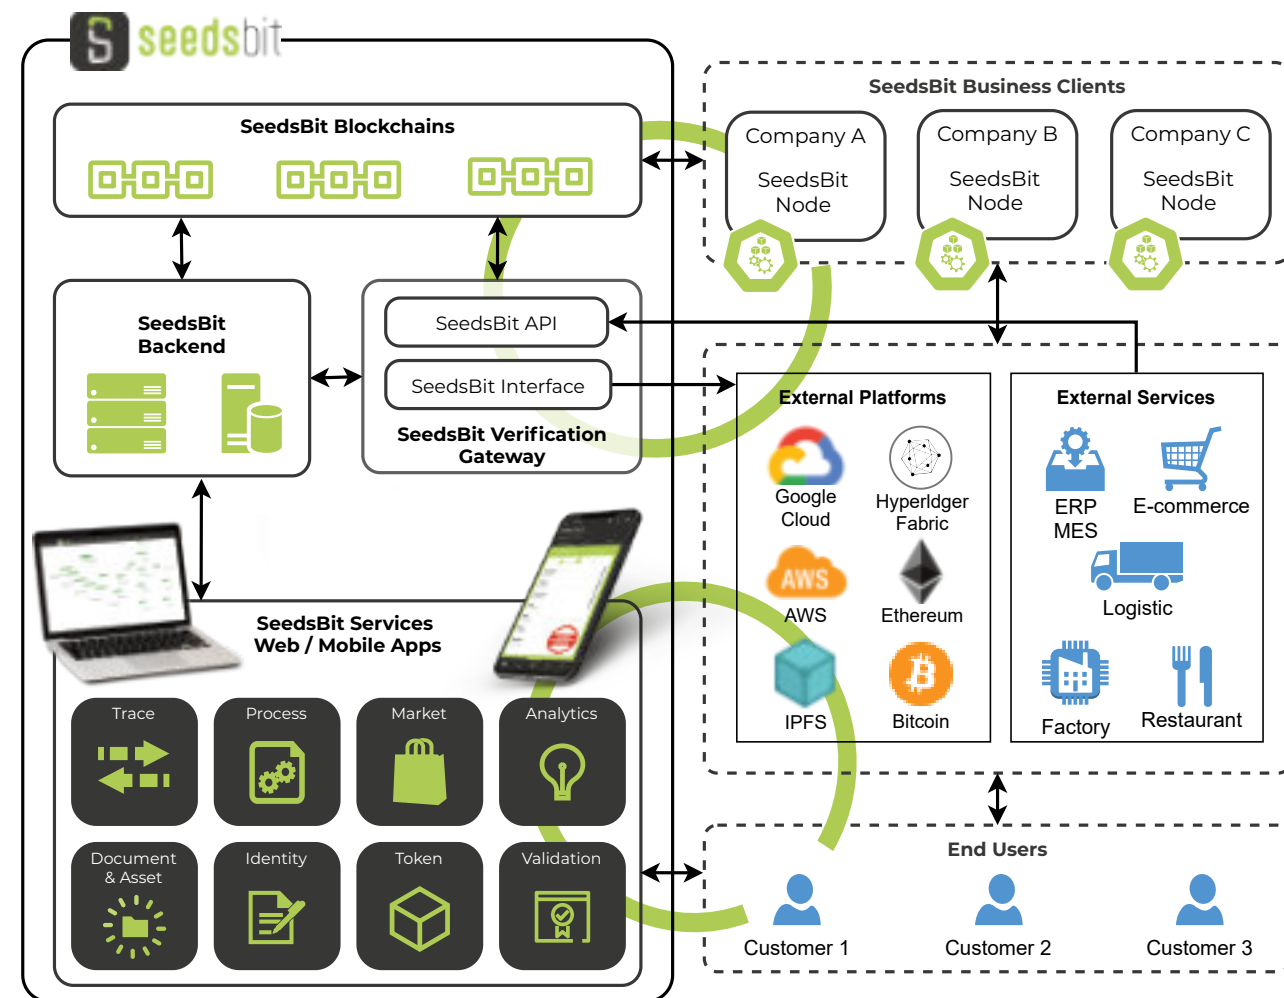 S seedsbit
SeedsBit Blockchains
SeedsBit
Backend
SeedsBit API
SeedsBit Interface
SeedsBit Verification
Gateway
SeedsBit Services
Web / Mobile Apps
Trace
Process
Market
Analytics
Document
& Asset
Identity
Token
Validation
SeedsBit Business Clients
Company A
SeedsBit
Node
Company B
SeedsBit
Node
Company C
SeedsBit
Node
External Platforms
Google
Cloud
Hyperldger
Fabric
AWS
AWS
Ethereum
IPFS
Bitcoin
External Services
ERP
MES
E-commerce
Logistic
Factory
Restaurant
End Users
Customer 1
Customer 2
Customer 3